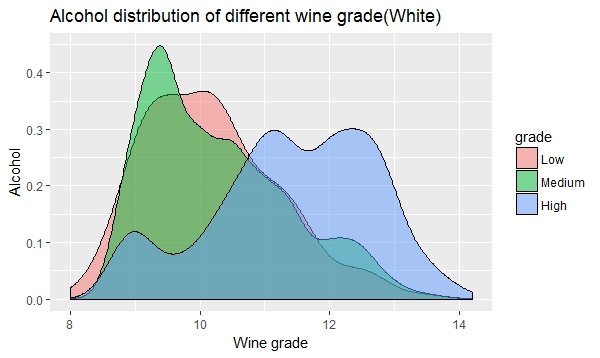 Alcohol distribution of different wine grade(White)
0.4
0.3
0.2
0.1
0.0
Alcohol
8
10
12
14
Wine grade
grade
Low
Medium
High